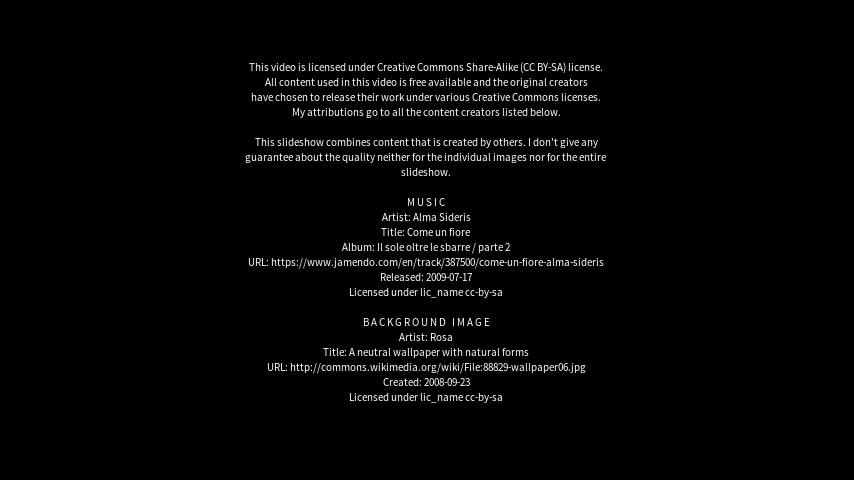 This video is licensed under Creative Commons Share-Alike (CC BY-SA) license.
All content used in this video is free available and the original creators
have chosen to release their work under various Creative Commons licenses.
My attributions go to all the content creators listed below.
This slideshow combines content that is created by others. I don't give any
guarantee about the quality neither for the individual images nor for the entire
slideshow.
MUSIC
Artist: Alma Sideris
Title: Come un fiore
Album: Il sole oltre le sbarre / parte 2
URL: https://www.jamendo.com/en/track/387500/come-un-fiore-alma-sideris
Released: 2009-07-17
Licensed under lic_name cc-by-sa
BACKGROUND IMAGE
Artist: Rosa
Title: A neutral wallpaper with natural forms
URL: http://commons.wikimedia.org/wiki/File:88829-wallpaper06.jpg
Created: 2008-09-23
Licensed under lic_name cc-by-sa